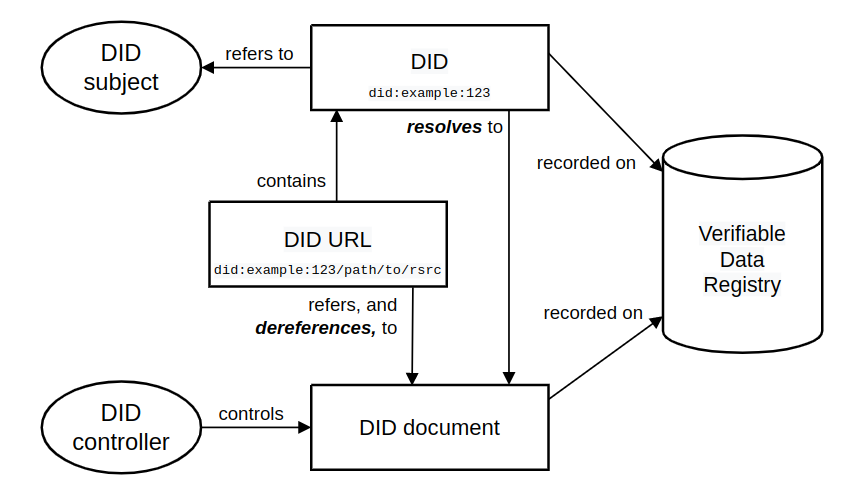 DID
subject
refers to
DID
did:example:123
resolves to
recorded on
contains
DID URL
did:example:123/path/to/rsrc
Verifiable
Data
Registry
refers, and
dereferences, to
recorded on
DID
controller
controls
DID document